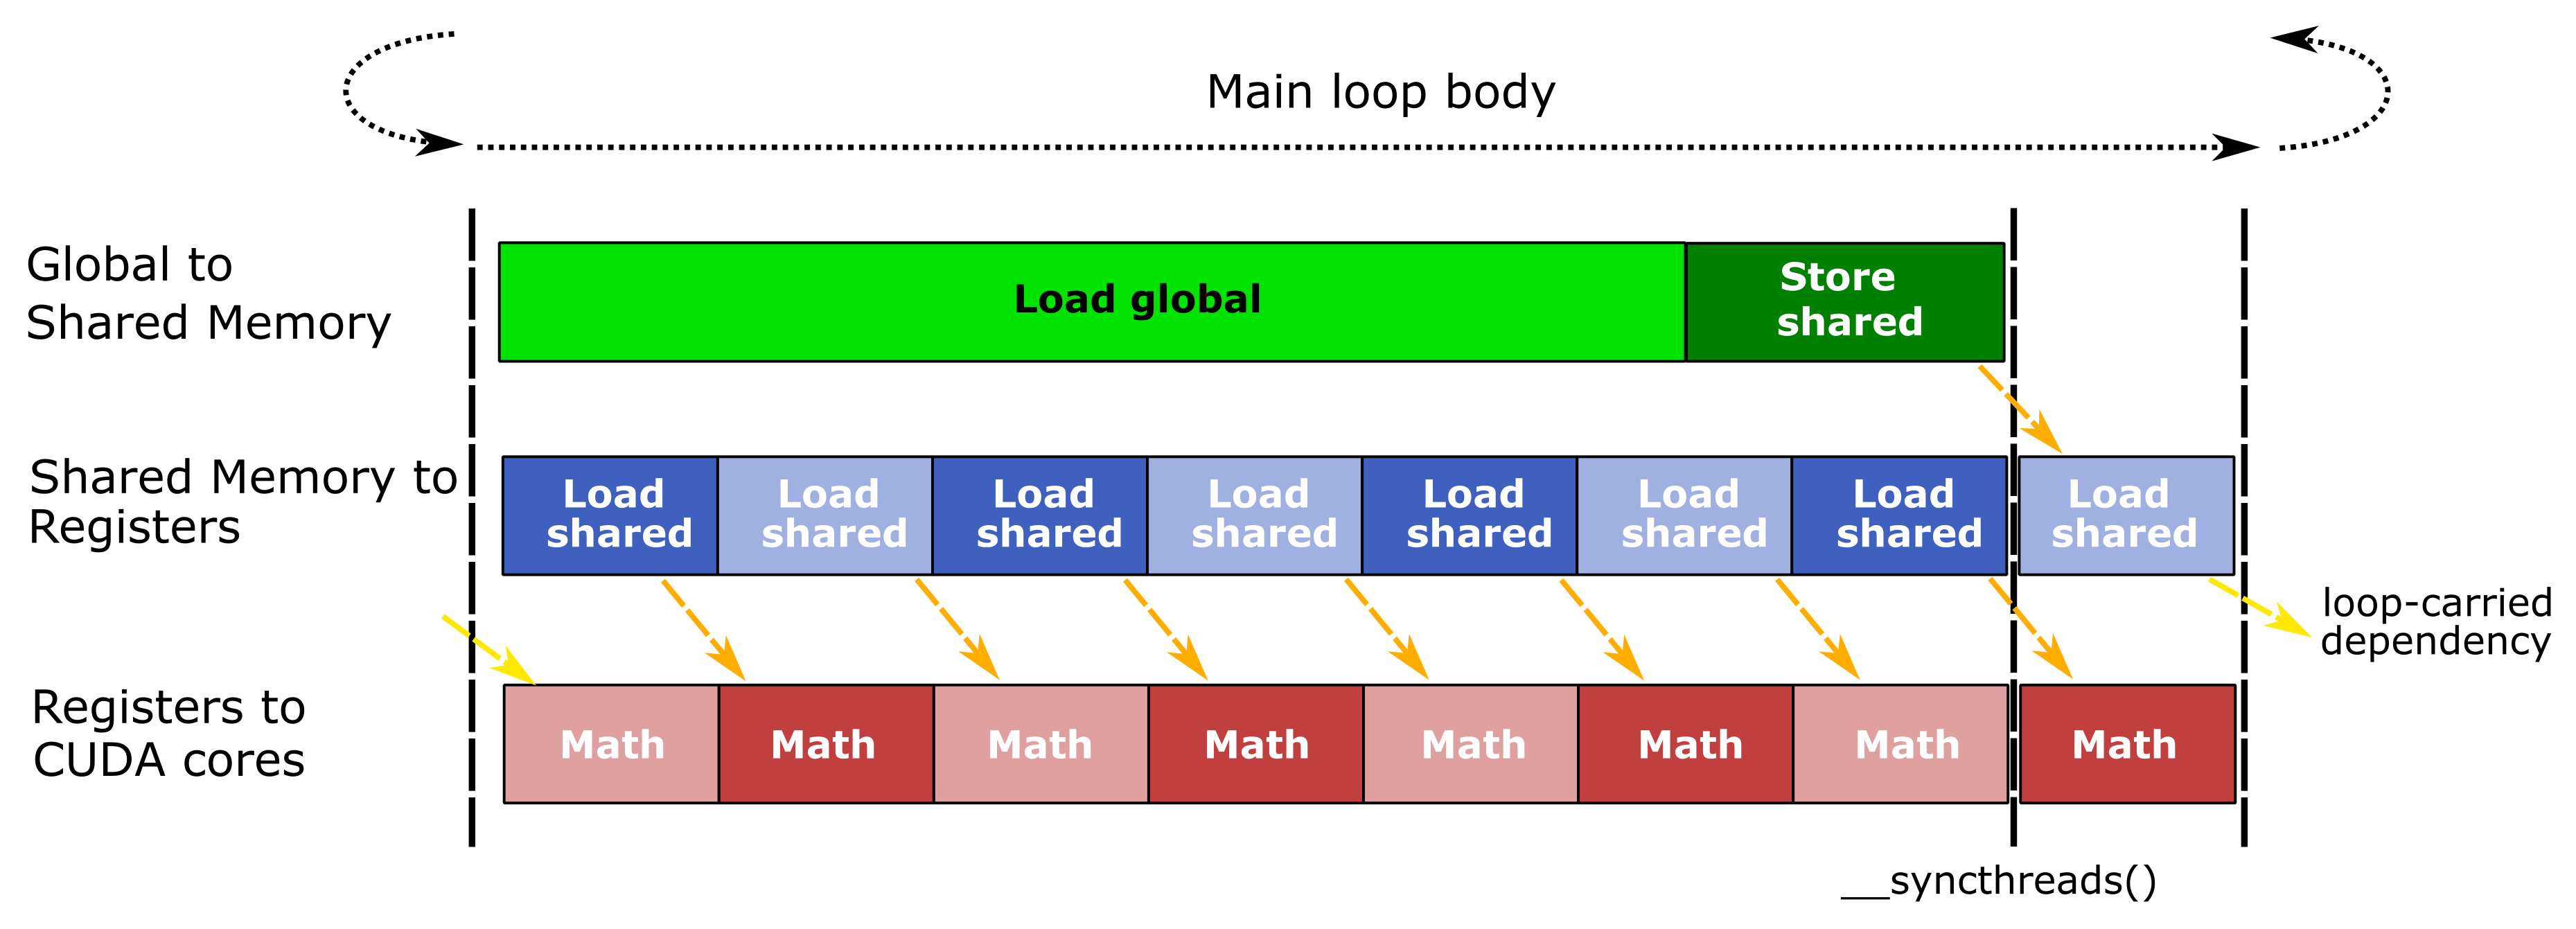 Main loop body
Global to
Shared Memory
Load global
Store
shared
Shared Memory to
Registers
Load
shared
Load
shared
Load
shared
Load
shared
Load
shared
Load
shared
Load
shared
Load
shared
loop-carried
dependency
Registers to
CUDA cores
Math
Math
Math
Math
Math
Math
Math
Math
__syncthreads()